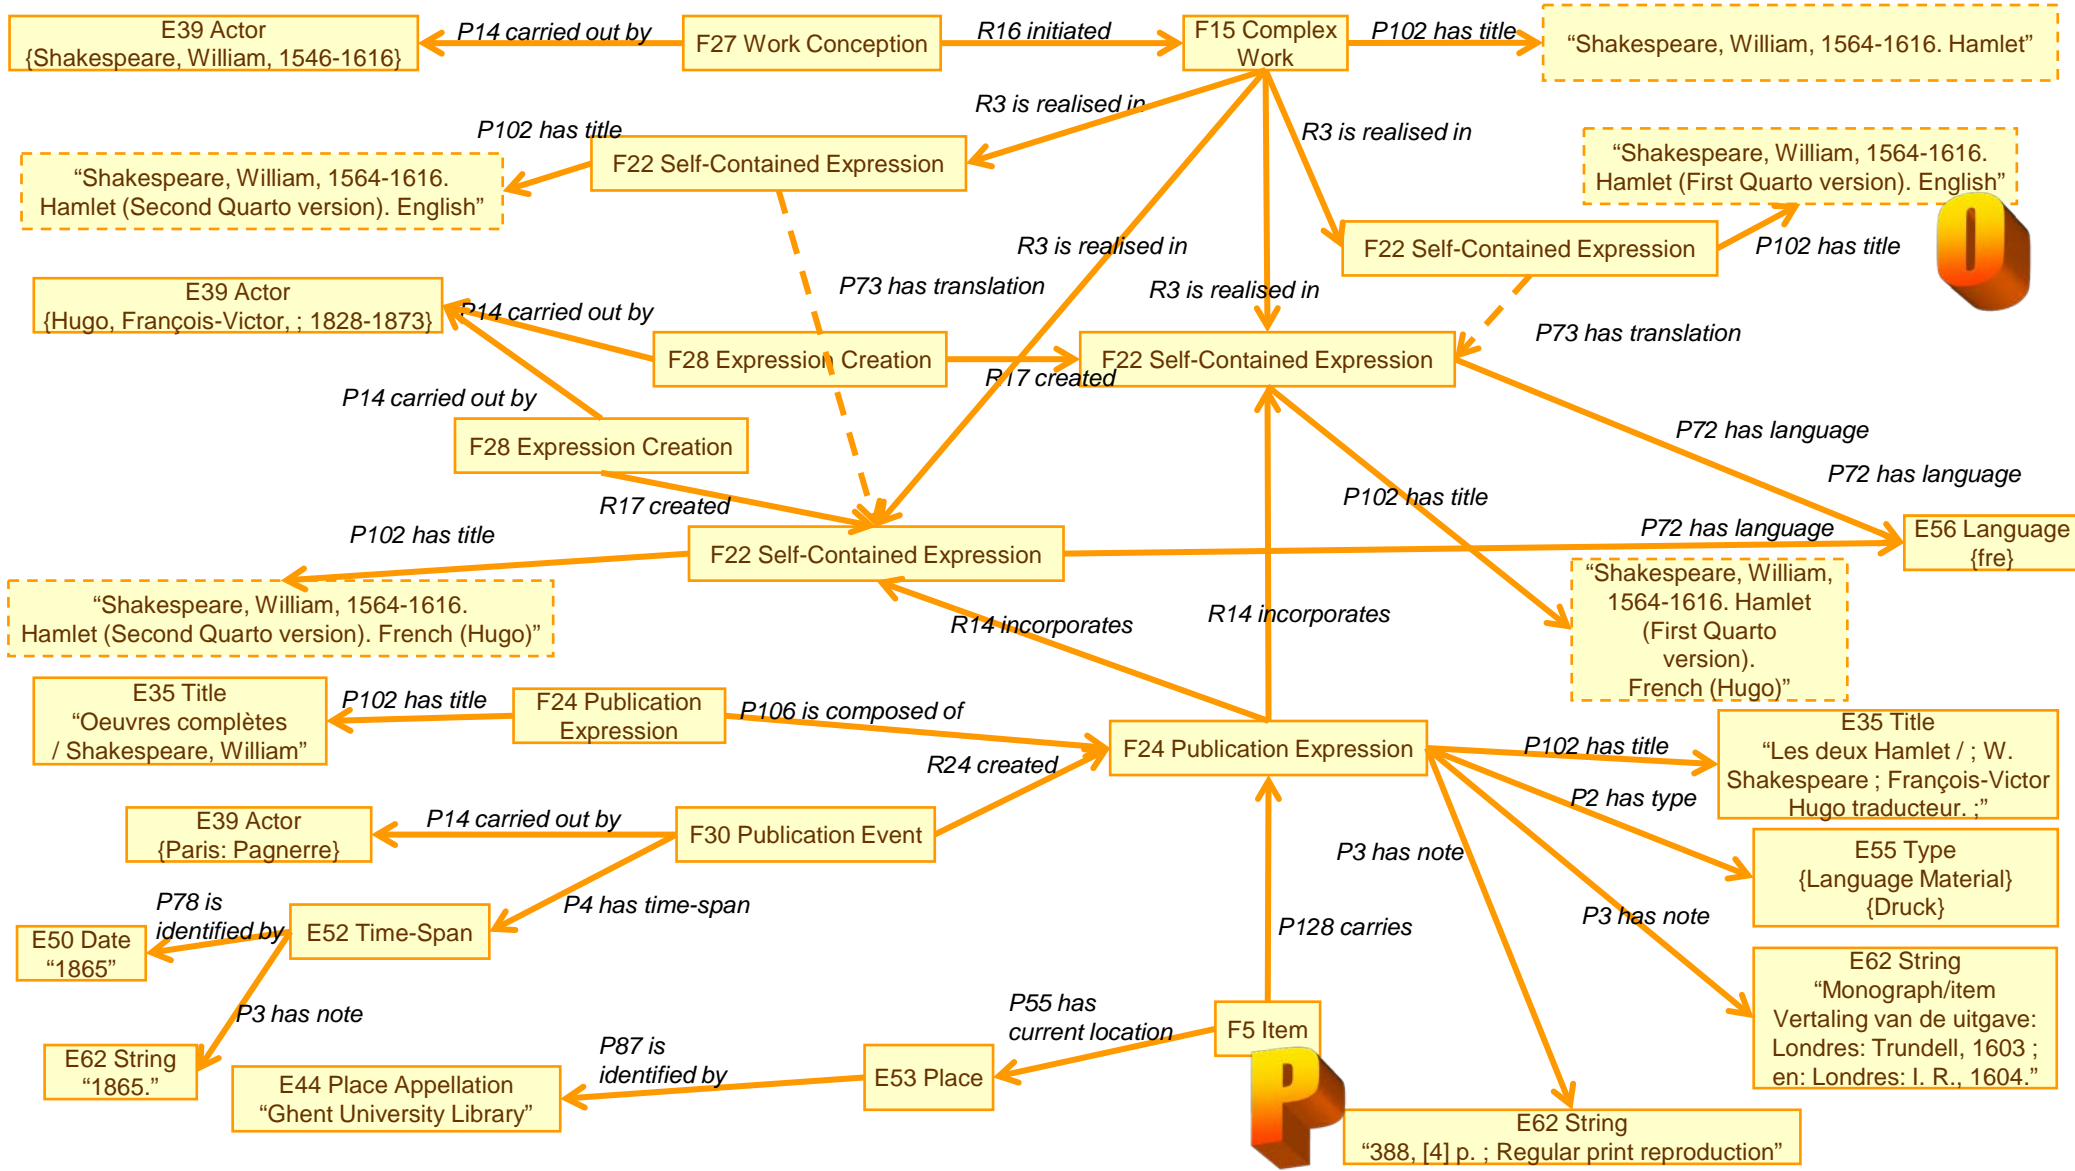 E39 Actor
{Shakespeare, William, 1546-1616}
P14 carried out by
F27 Work Conception
R16 initiated
F15 Complex
Work
P102 has title
“Shakespeare, William, 1564-1616. Hamlet”
R3 is realised in
P102 has title
F22 Self-Contained Expression
R3 is realised in
“Shakespeare, William, 1564-1616.
Hamlet (First Quarto version). English”
“Shakespeare, William, 1564-1616.
Hamlet (Second Quarto version). English”
R3 is realised in
F22 Self-Contained Expression
P102 has title
O
E39 Actor
{Hugo, François-Victor, ; 1828-1873}
P14 carried out by
P73 has translation
R3 is realised in
P73 has translation
F28 Expression Creation
R17 created
F22 Self-Contained Expression
P14 carried out by
F28 Expression Creation
P72 has language
P72 has language
R17 created
P102 has title
P102 has title
F22 Self-Contained Expression
P72 has language
E56 Language
{fre}
“Shakespeare, William, 1564-1616.
Hamlet (Second Quarto version). French (Hugo)”
R14 incorporates
R14 incorporates
“Shakespeare, William,
1564-1616. Hamlet
(First Quarto
version).
French (Hugo)”
E35 Title
“Oeuvres complètes
/ Shakespeare, William”
P102 has title
F24 Publication
Expression
P106 is composed of
R24 created
F24 Publication Expression
P102 has title
E35 Title
“Les deux Hamlet / ; W.
Shakespeare ; François-Victor
Hugo traducteur. ;”
P2 has type
E39 Actor
{Paris: Pagnerre}
P14 carried out by
F30 Publication Event
P3 has note
E55 Type
{Language Material}
{Druck}
P78 is
identified by
P4 has time-span
P3 has note
E50 Date
“1865”
E52 Time-Span
P128 carries
E62 String
“Monograph/item
Vertaling van de uitgave:
Londres: Trundell, 1603 ;
en: Londres: I. R., 1604.”
P3 has note
P55 has
current location
F5 Item
E62 String
“1865.”
P87 is
identified by
E53 Place
E44 Place Appellation
“Ghent University Library”
P
E62 String
“388, [4] p. ; Regular print reproduction”